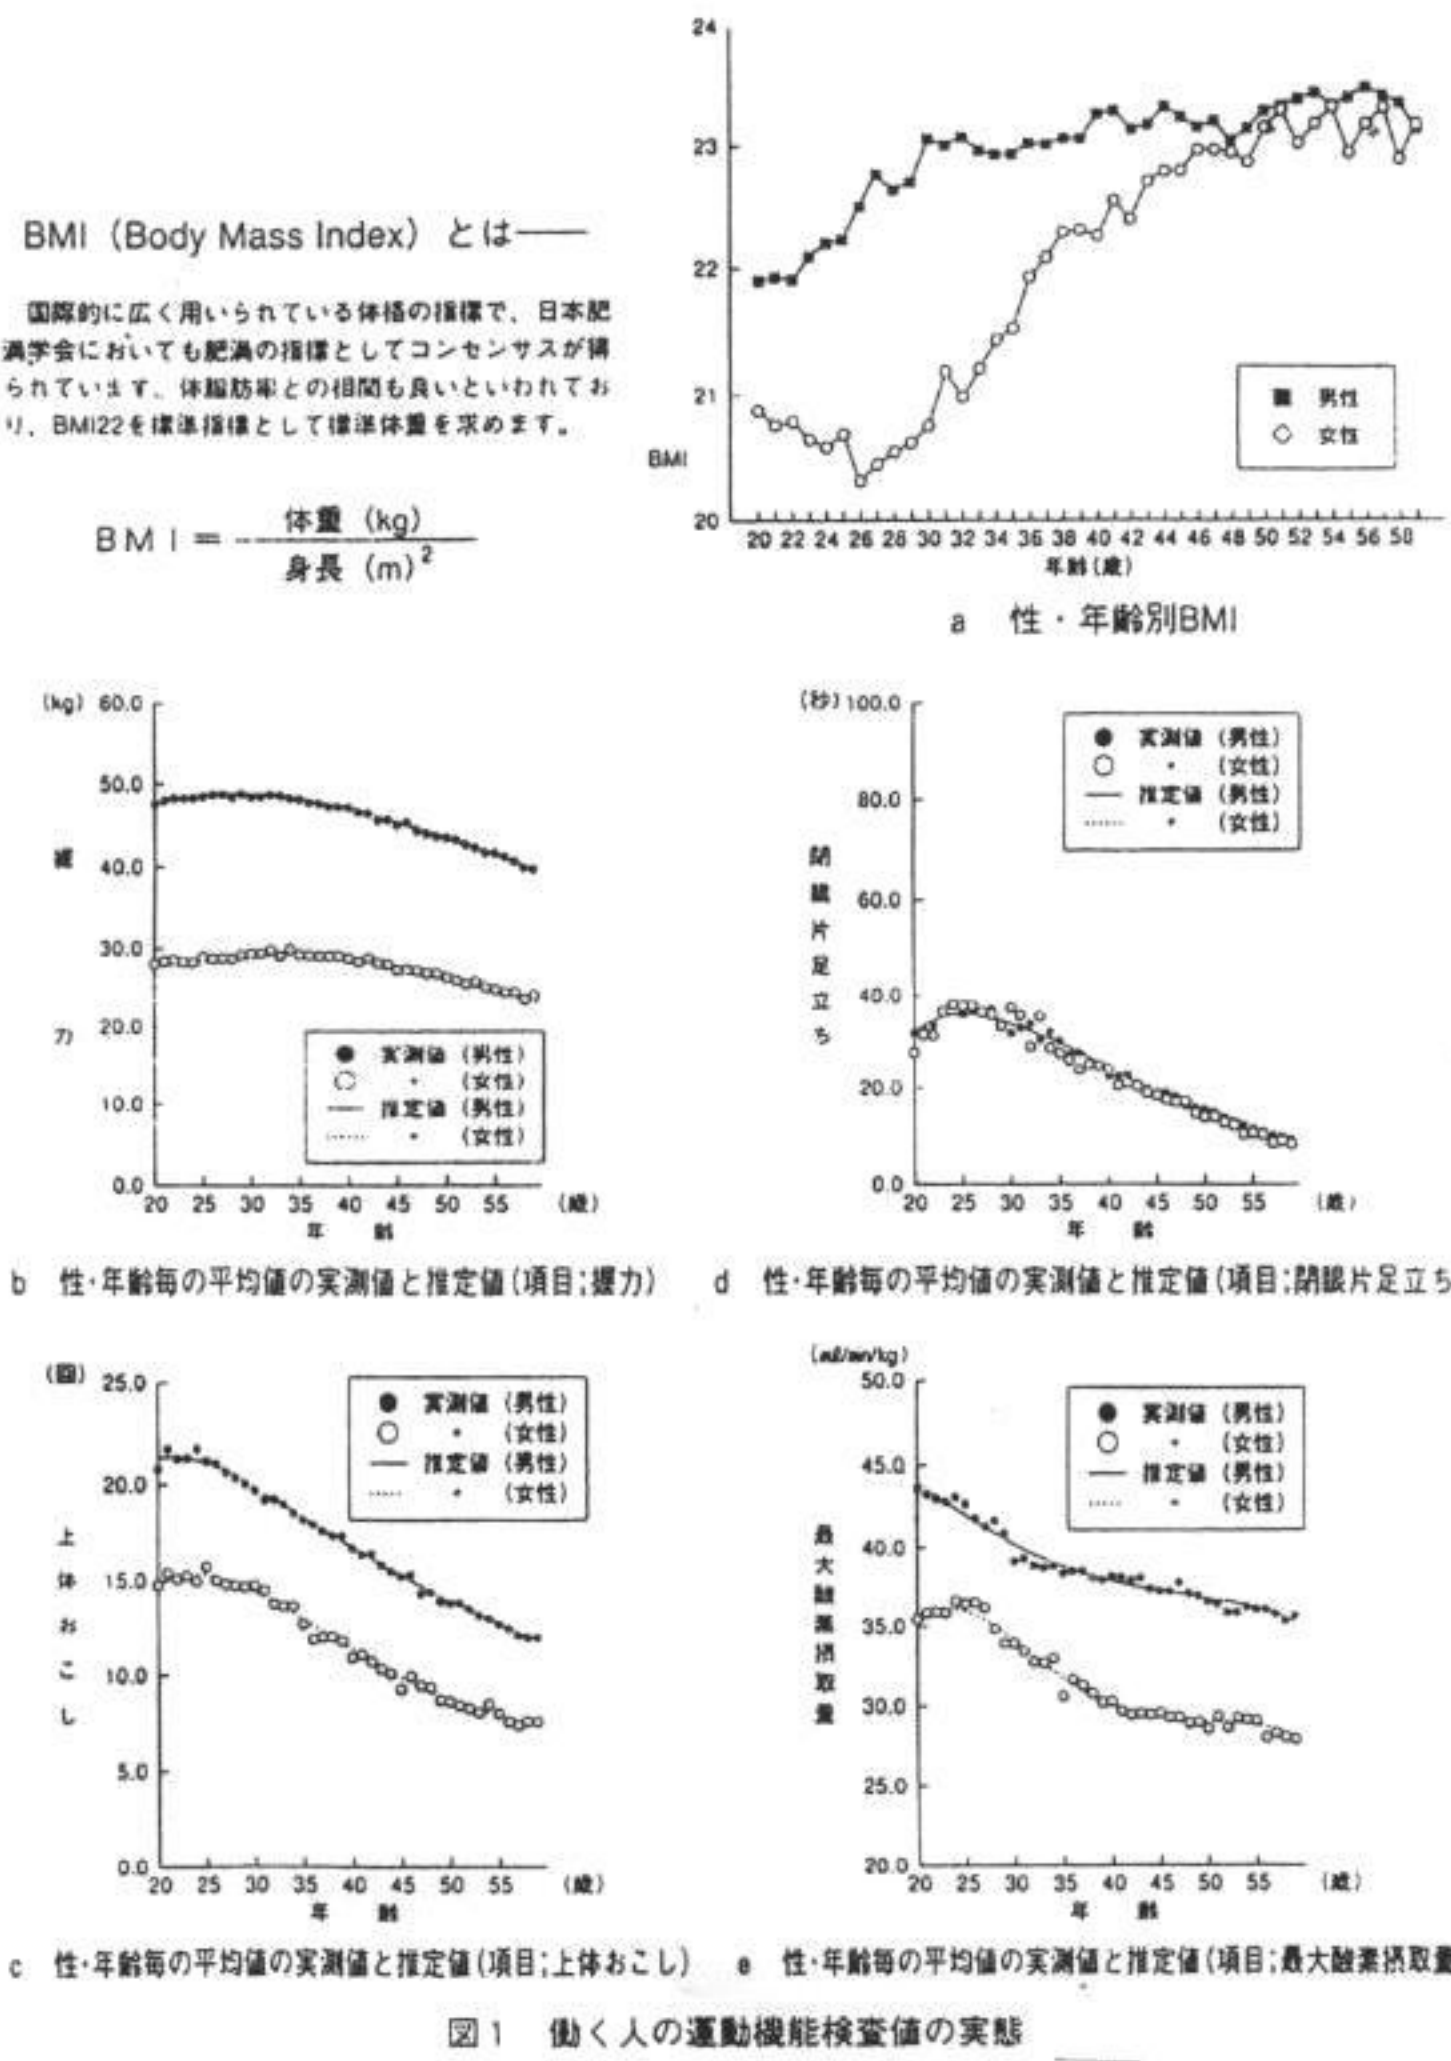 BMI（Body Mass Index）とは――
国際的に広く用いられている体格の指標で、日本肥
満学会においても肥満の指標としてコンセンサスが得
られています。体脂肪率との相関も良いといわれてお
り、BMI22を標準指標として標準体重を求めます。
BMI＝体重（kg）/身長（m）²
24
23
22
21
20
BMI
■ 男性
○ 女性
20 22 24 26 28 30 32 34 36 38 40 42 44 46 48 50 52 54 56 58
年齢（歳）
a 性・年齢別BMI
(kg) 60.0
50.0
40.0
30.0
20.0
10.0
0.0
握力
● 実測値（男性）
○ 〃（女性）
― 推定値（男性）
…… 〃（女性）
20 25 30 35 40 45 50 55 （歳）
年齢
b 性・年齢毎の平均値の実測値と推定値（項目；握力）
(秒) 100.0
80.0
60.0
40.0
20.0
0.0
閉眼片足立ち
● 実測値（男性）
○ 〃（女性）
― 推定値（男性）
…… 〃（女性）
20 25 30 35 40 45 50 55 （歳）
年齢
d 性・年齢毎の平均値の実測値と推定値（項目；閉眼片足立ち
(回) 25.0
20.0
15.0
10.0
5.0
0.0
上体おこし
● 実測値（男性）
○ 〃（女性）
― 推定値（男性）
…… 〃（女性）
20 25 30 35 40 45 50 55 （歳）
年齢
c 性・年齢毎の平均値の実測値と推定値（項目；上体おこし）
(ml/min/kg)
50.0
45.0
40.0
35.0
30.0
25.0
20.0
最大酸素摂取量
● 実測値（男性）
○ 〃（女性）
― 推定値（男性）
…… 〃（女性）
20 25 30 35 40 45 50 55 （歳）
年齢
e 性・年齢毎の平均値の実測値と推定値（項目；最大酸素摂取量
図1 働く人の運動機能検査値の実態